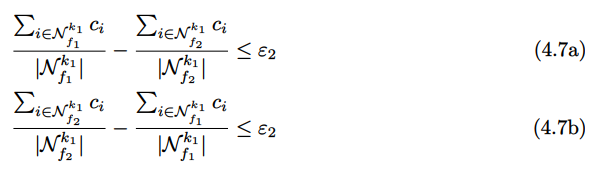 \frac{\sum_{i \in \mathcal{N}_{f_1}^{k_1}} c_i}{|\mathcal{N}_{f_1}^{k_1}|} - \frac{\sum_{i \in \mathcal{N}_{f_2}^{k_1}} c_i}{|\mathcal{N}_{f_2}^{k_1}|} \leq \varepsilon_2 (4.7a)
\frac{\sum_{i \in \mathcal{N}_{f_2}^{k_1}} c_i}{|\mathcal{N}_{f_2}^{k_1}|} - \frac{\sum_{i \in \mathcal{N}_{f_1}^{k_1}} c_i}{|\mathcal{N}_{f_1}^{k_1}|} \leq \varepsilon_2 (4.7b)